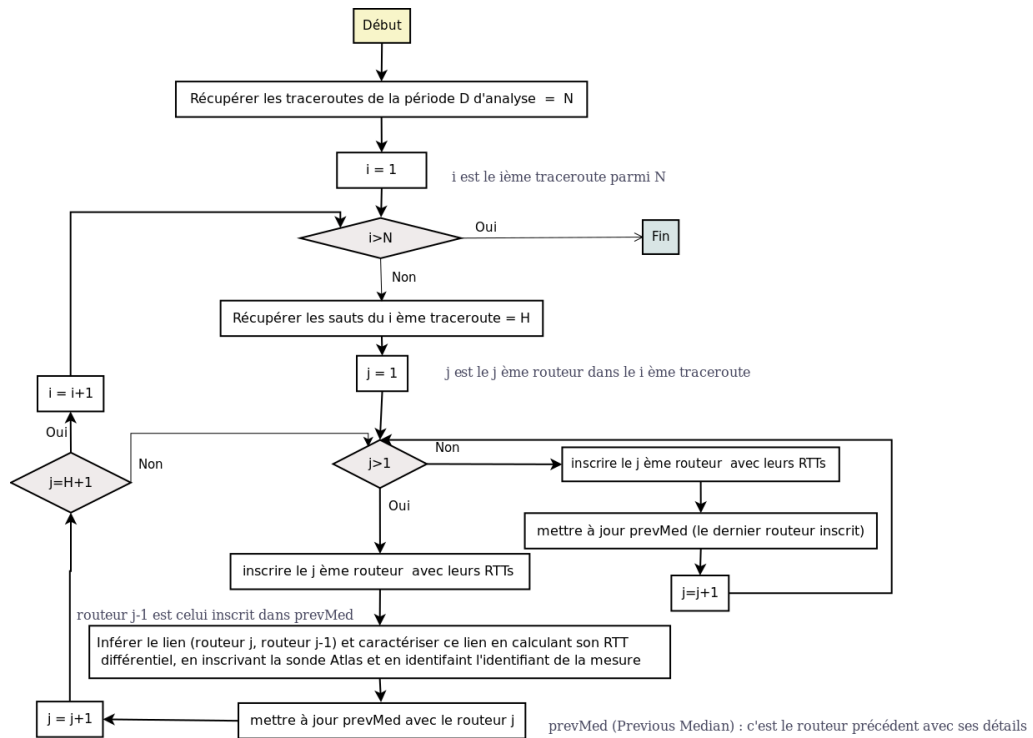 Début
Récupérer les traceroutes de la période D d'analyse = N
i = 1
i est le ième traceroute parmi N
i>N
Oui
Fin
Non
Récupérer les sauts du i ème traceroute = H
j = 1
j est le j ème routeur dans le i ème traceroute
i = i+1
Oui
j=H+1
Non
j>1
Non
inscrire le j ème routeur avec leurs RTTs
Oui
mettre à jour prevMed (le dernier routeur inscrit)
j=j+1
inscrire le j ème routeur avec leurs RTTs
routeur j-1 est celui inscrit dans prevMed
Inférer le lien (routeur j, routeur j-1) et caractériser ce lien en calculant son RTT
différentiel, en inscrivant la sonde Atlas et en identifaint l'identifiant de la mesure
mettre à jour prevMed avec le routeur j
j = j+1
prevMed (Previous Median) : c'est le routeur précédent avec ses détails